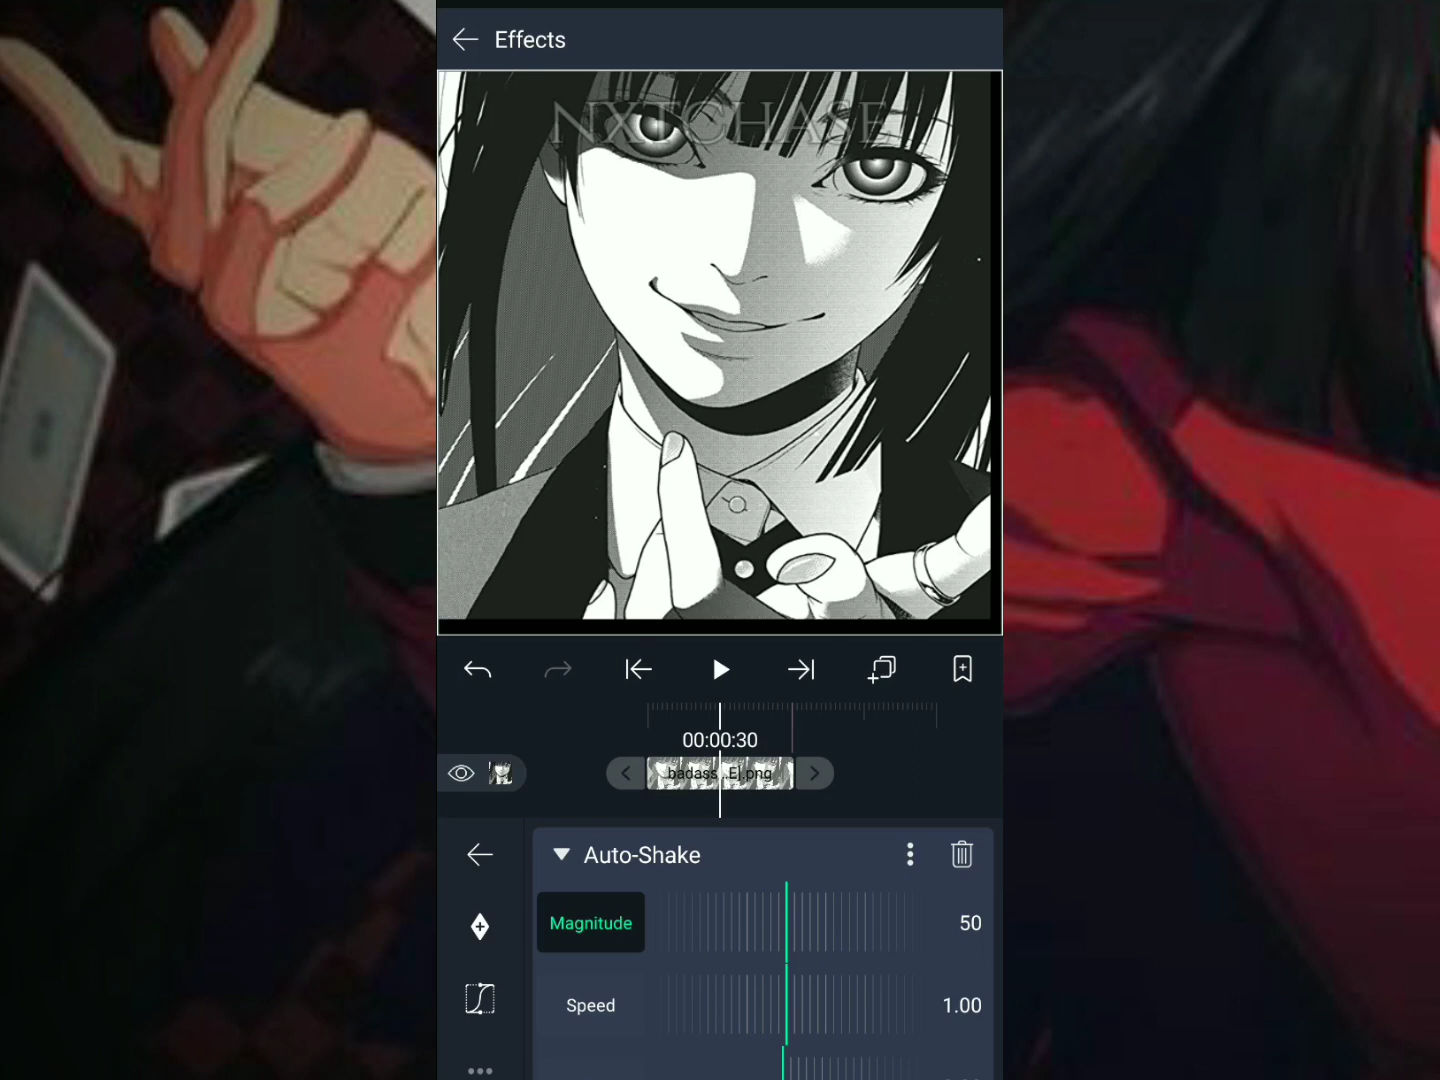 Effects
NXTCHASE
00:00:30
badass ..E].png
Auto-Shake
Magnitude
50
Speed
1.00